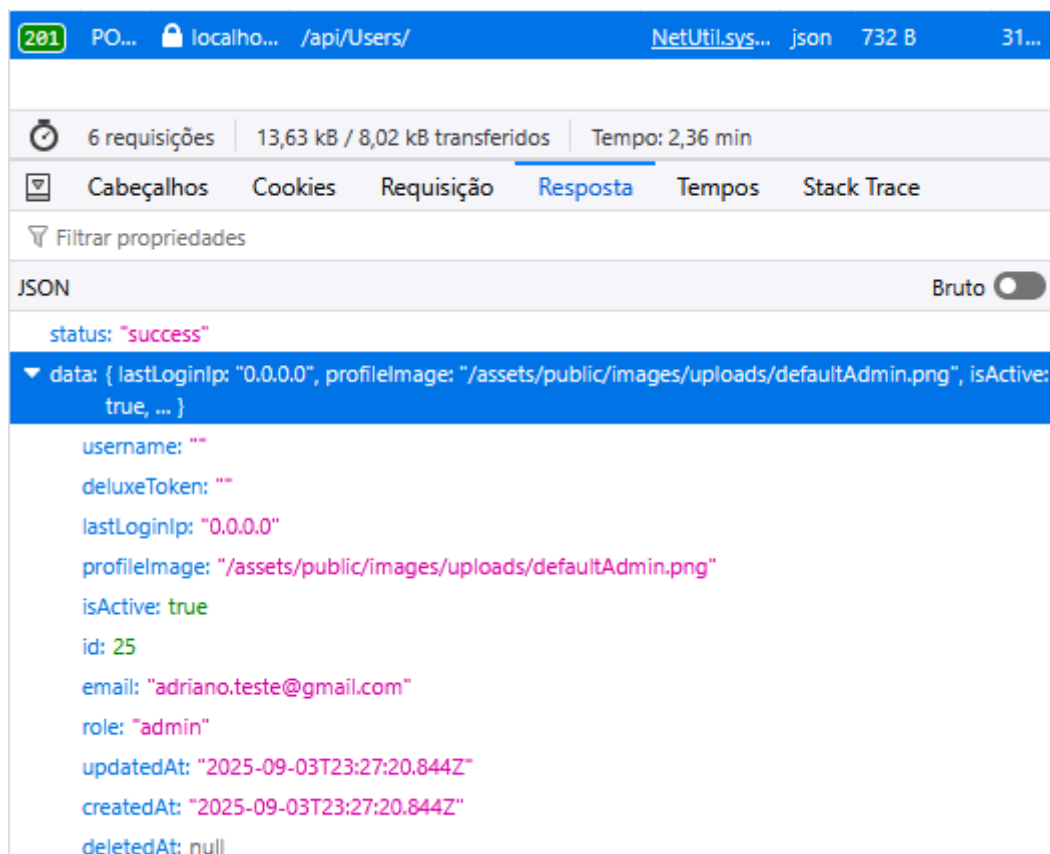 201 PO... localho... /api/Users/ NetUtil.sys... json 732 B 31...
6 requisições 13,63 kB / 8,02 kB transferidos Tempo: 2,36 min
Cabeçalhos Cookies Requisição Resposta Tempos Stack Trace
Filtrar propriedades
JSON Bruto
status: "success"
data: { lastLoginIp: "0.0.0.0", profileImage: "/assets/public/images/uploads/defaultAdmin.png", isActive:
true, ... }
username: ""
deluxeToken: ""
lastLoginIp: "0.0.0.0"
profileImage: "/assets/public/images/uploads/defaultAdmin.png"
isActive: true
id: 25
email: "adriano.teste@gmail.com"
role: "admin"
updatedAt: "2025-09-03T23:27:20.844Z"
createdAt: "2025-09-03T23:27:20.844Z"
deletedAt: null